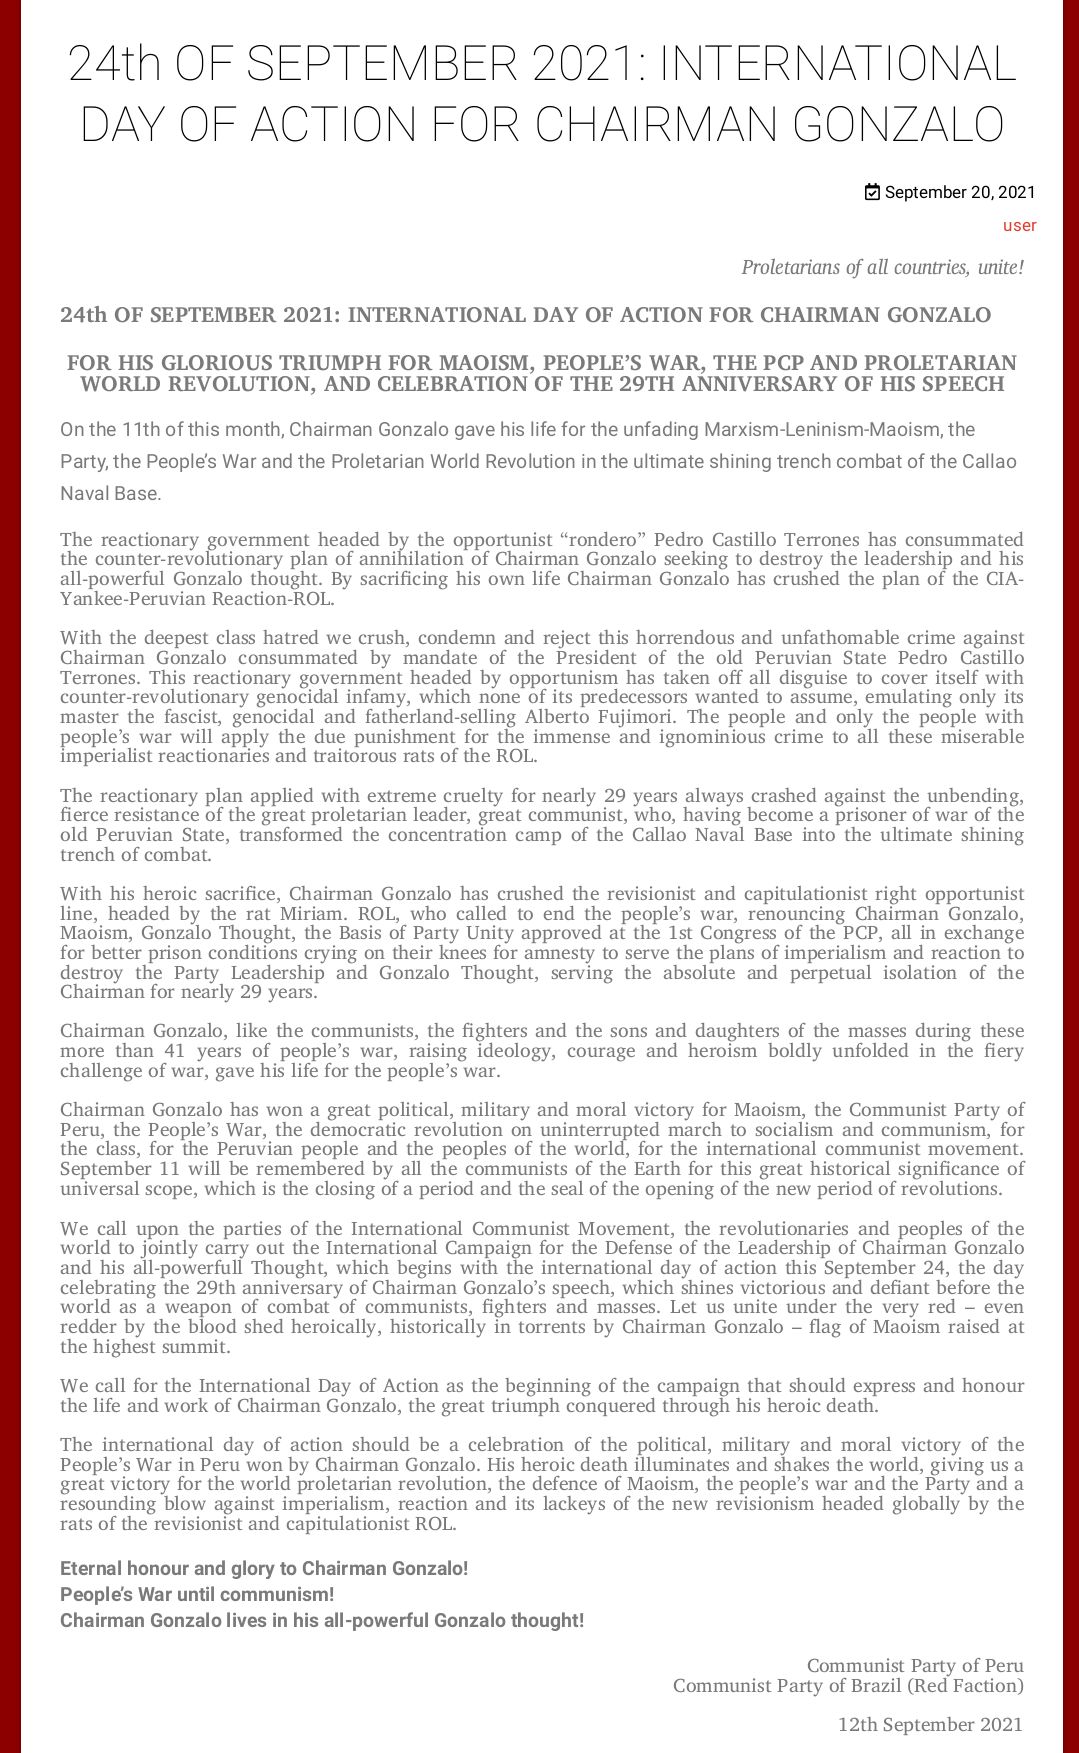 24th OF SEPTEMBER 2021: INTERNATIONAL
DAY OF ACTION FOR CHAIRMAN GONZALO
September 20, 2021
user
Proletarians of all countries, unite!
24th OF SEPTEMBER 2021: INTERNATIONAL DAY OF ACTION FOR CHAIRMAN GONZALO
FOR HIS GLORIOUS TRIUMPH FOR MAOISM, PEOPLE’S WAR, THE PCP AND PROLETARIAN
WORLD REVOLUTION, AND CELEBRATION OF THE 29TH ANNIVERSARY OF HIS SPEECH
On the 11th of this month, Chairman Gonzalo gave his life for the unfading Marxism-Leninism-Maoism, the
Party, the People’s War and the Proletarian World Revolution in the ultimate shining trench combat of the Callao
Naval Base.
The reactionary government headed by the opportunist “rondero” Pedro Castillo Terrones has consummated
the counter-revolutionary plan of annihilation of Chairman Gonzalo seeking to destroy the leadership and his
all-powerful Gonzalo thought. By sacrificing his own life Chairman Gonzalo has crushed the plan of the CIA-
Yankee-Peruvian Reaction-ROL.
With the deepest class hatred we crush, condemn and reject this horrendous and unfathomable crime against
Chairman Gonzalo consummated by mandate of the President of the old Peruvian State Pedro Castillo
Terrones. This reactionary government headed by opportunism has taken off all disguise to cover itself with
counter-revolutionary genocidal infamy, which none of its predecessors wanted to assume, emulating only its
master the fascist, genocidal and fatherland-selling Alberto Fujimori. The people and only the people with
people’s war will apply the due punishment for the immense and ignominious crime to all these miserable
imperialist reactionaries and traitorous rats of the ROL.
The reactionary plan applied with extreme cruelty for nearly 29 years always crashed against the unbending,
fierce resistance of the great proletarian leader, great communist, who, having become a prisoner of war of the
old Peruvian State, transformed the concentration camp of the Callao Naval Base into the ultimate shining
trench of combat.
With his heroic sacrifice, Chairman Gonzalo has crushed the revisionist and capitulationist right opportunist
line, headed by the rat Miriam. ROL, who called to end the people’s war, renouncing Chairman Gonzalo,
Maoism, Gonzalo Thought, the Basis of Party Unity approved at the 1st Congress of the PCP, all in exchange
for better prison conditions crying on their knees for amnesty to serve the plans of imperialism and reaction to
destroy the Party Leadership and Gonzalo Thought, serving the absolute and perpetual isolation of the
Chairman for nearly 29 years.
Chairman Gonzalo, like the communists, the fighters and the sons and daughters of the masses during these
more than 41 years of people’s war, raising ideology, courage and heroism boldly unfolded in the fiery
challenge of war, gave his life for the people’s war.
Chairman Gonzalo has won a great political, military and moral victory for Maoism, the Communist Party of
Peru, the People’s War, the democratic revolution on uninterrupted march to socialism and communism, for
the class, for the Peruvian people and the peoples of the world, for the international communist movement.
September 11 will be remembered by all the communists of the Earth for this great historical significance of
universal scope, which is the closing of a period and the seal of the opening of the new period of revolutions.
We call upon the parties of the International Communist Movement, the revolutionaries and peoples of the
world to jointly carry out the International Campaign for the Defense of the Leadership of Chairman Gonzalo
and his all-powerfull Thought, which begins with the international day of action this September 24, the day
celebrating the 29th anniversary of Chairman Gonzalo’s speech, which shines victorious and defiant before the
world as a weapon of combat of communists, fighters and masses. Let us unite under the very red – even
redder by the blood shed heroically, historically in torrents by Chairman Gonzalo – flag of Maoism raised at
the highest summit.
We call for the International Day of Action as the beginning of the campaign that should express and honour
the life and work of Chairman Gonzalo, the great triumph conquered through his heroic death.
The international day of action should be a celebration of the political, military and moral victory of the
People’s War in Peru won by Chairman Gonzalo. His heroic death illuminates and shakes the world, giving us a
great victory for the world proletarian revolution, the defence of Maoism, the people’s war and the Party and a
resounding blow against imperialism, reaction and its lackeys of the new revisionism headed globally by the
rats of the revisionist and capitulationist ROL.
Eternal honour and glory to Chairman Gonzalo!
People’s War until communism!
Chairman Gonzalo lives in his all-powerful Gonzalo thought!
Communist Party of Peru
Communist Party of Brazil (Red Faction)
12th September 2021